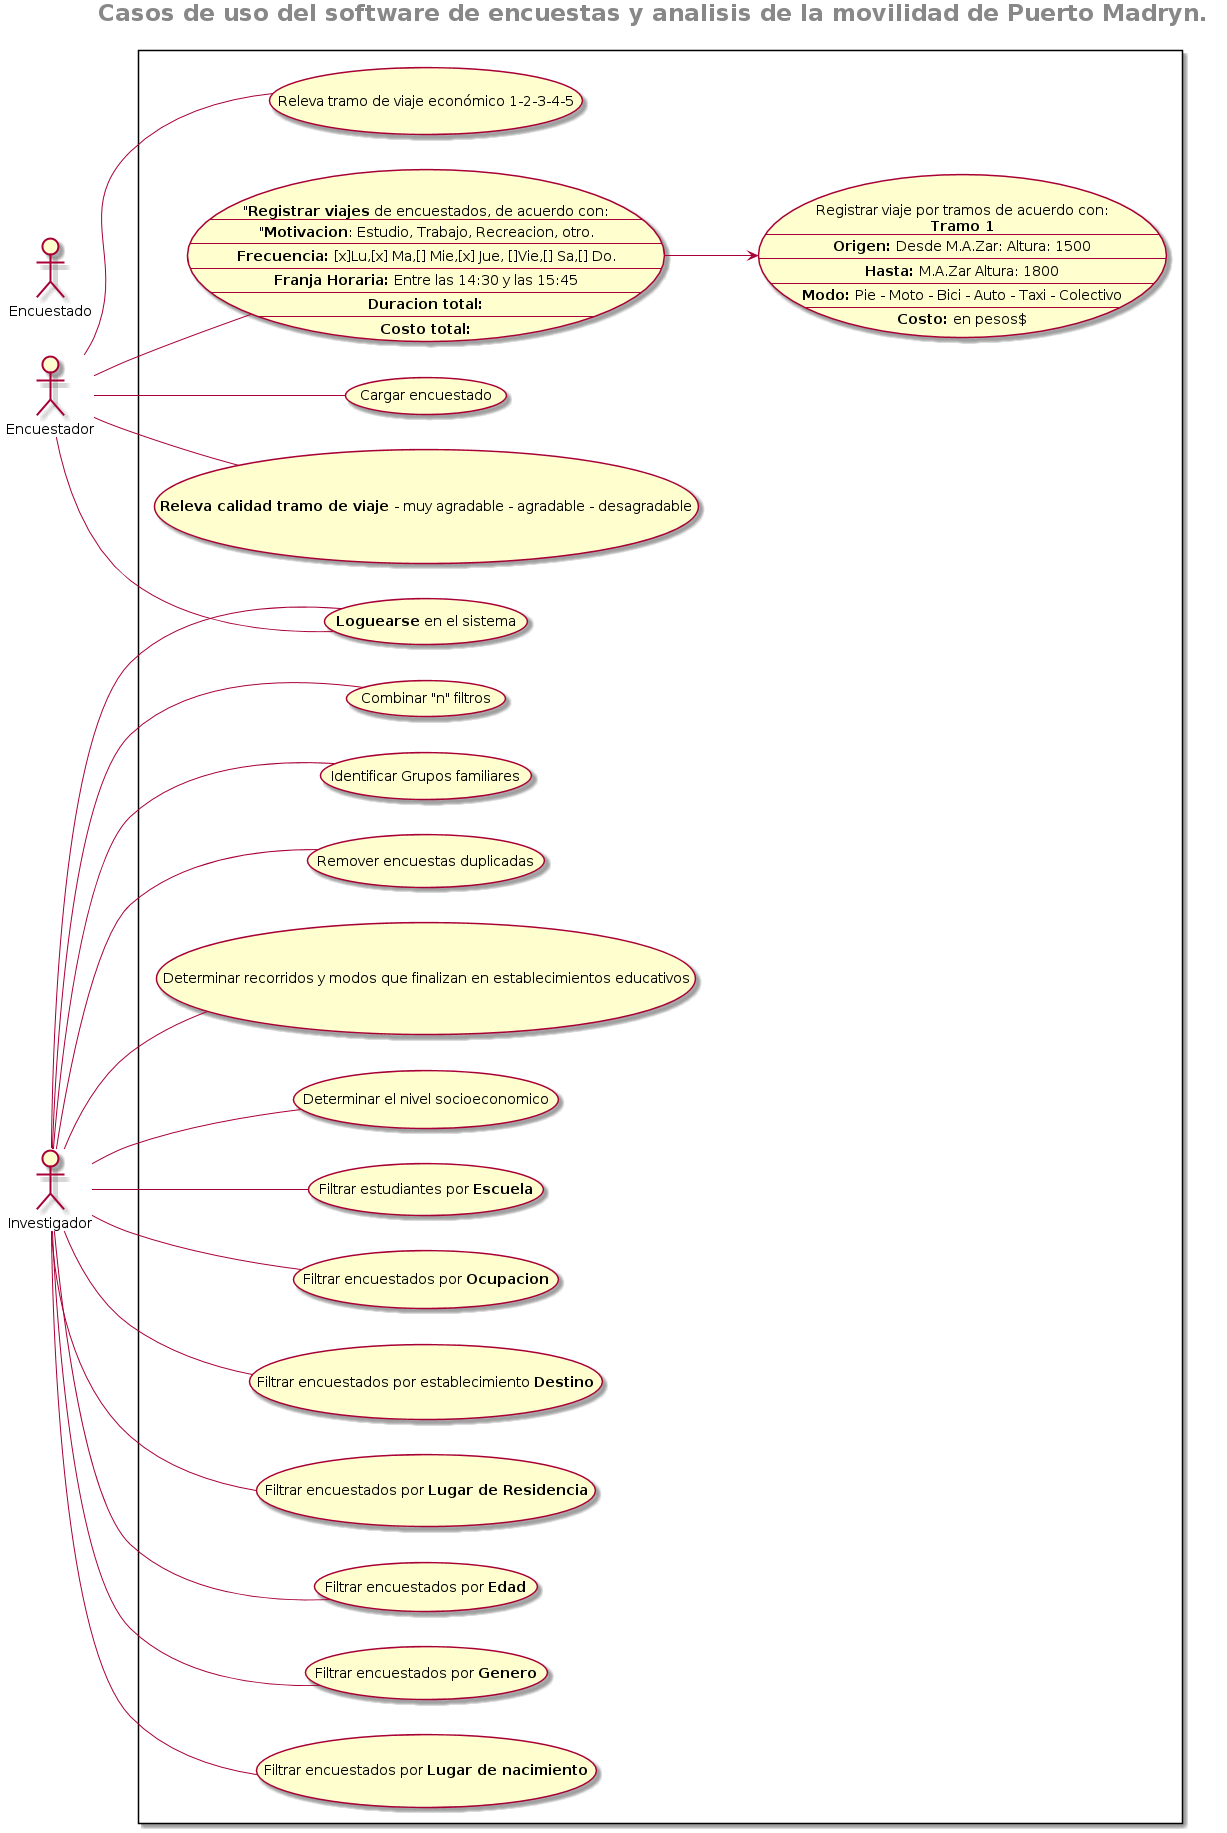 Casos de uso del software de encuestas y analisis de la movilidad de Puerto Madryn.
Releva tramo de viaje económico 1-2-3-4-5
"Registrar viajes de encuestados, de acuerdo con:
"Motivacion: Estudio, Trabajo, Recreacion, otro.
Frecuencia: [x]Lu,[x] Ma,[] Mie,[x] Jue, []Vie,[] Sa,[] Do.
Franja Horaria: Entre las 14:30 y las 15:45
Duracion total:
Costo total:
Registrar viaje por tramos de acuerdo con:
Tramo 1
Origen: Desde M.A.Zar: Altura: 1500
Hasta: M.A.Zar Altura: 1800
Modo: Pie - Moto - Bici - Auto - Taxi - Colectivo
Costo: en pesos$
Encuestado
Encuestador
Cargar encuestado
Releva calidad tramo de viaje - muy agradable - agradable - desagradable
Loguearse en el sistema
Combinar "n" filtros
Identificar Grupos familiares
Remover encuestas duplicadas
Determinar recorridos y modos que finalizan en establecimientos educativos
Determinar el nivel socioeconomico
Filtrar estudiantes por Escuela
Investigador
Filtrar encuestados por Ocupacion
Filtrar encuestados por establecimiento Destino
Filtrar encuestados por Lugar de Residencia
Filtrar encuestados por Edad
Filtrar encuestados por Genero
Filtrar encuestados por Lugar de nacimiento